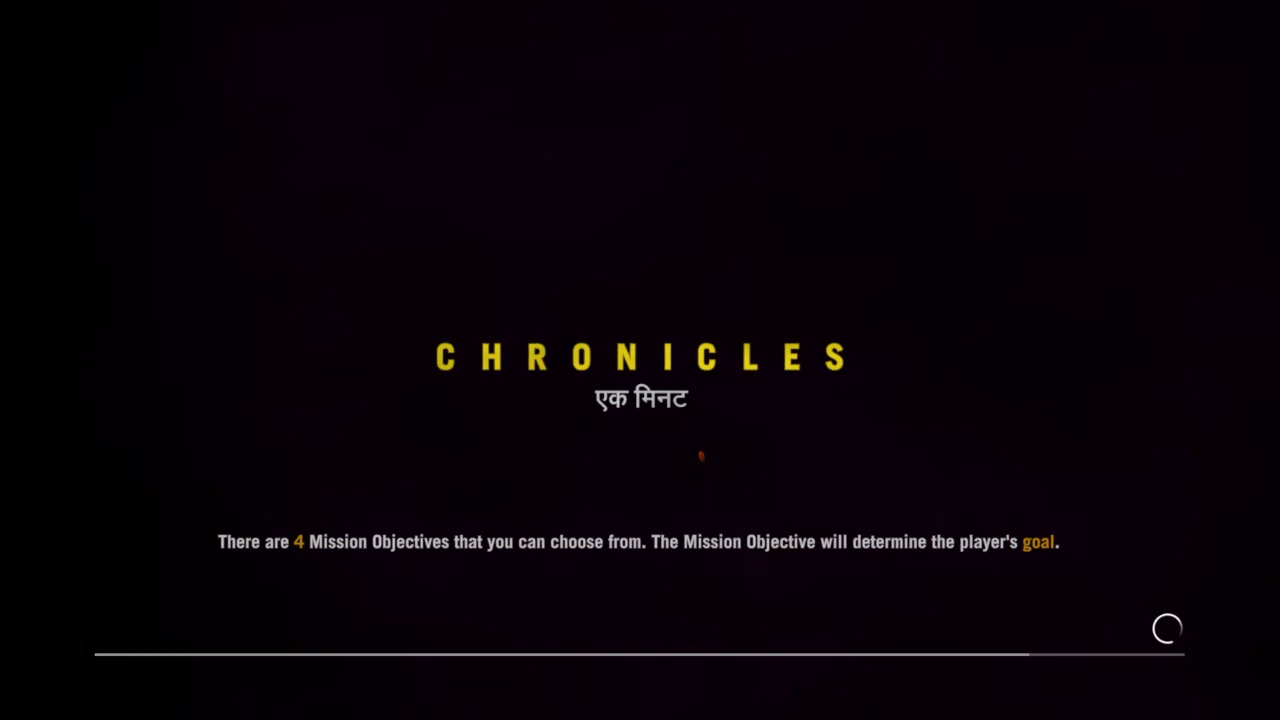 CHRONICLES
एक मिनट
There are 4 Mission Objectives that you can choose from. The Mission Objective will determine the player's goal.